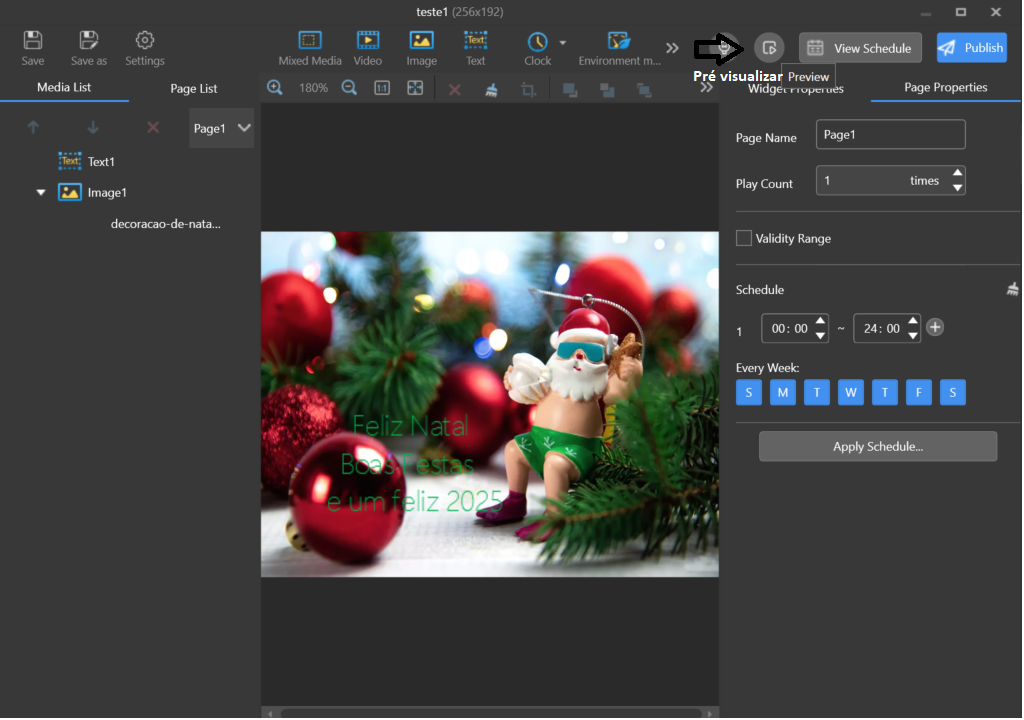 teste1 (256x192)
Save
Save as
Settings
Mixed Media
Video
Image
Text
Text
Clock
Environment m...
View Schedule
Publish
Pré visualizar
Preview
Media List
Page List
180%
1:1
Widget Properties
Page Properties
Page1
Text
Text1
Image1
decoracao-de-nata...
Page Name
Page1
Play Count
1 times
Validity Range
Schedule
1 00: 00 ~ 24: 00
Every Week:
S M T W T F S
Apply Schedule...
Feliz Natal
Boas Festas
e um feliz 2025